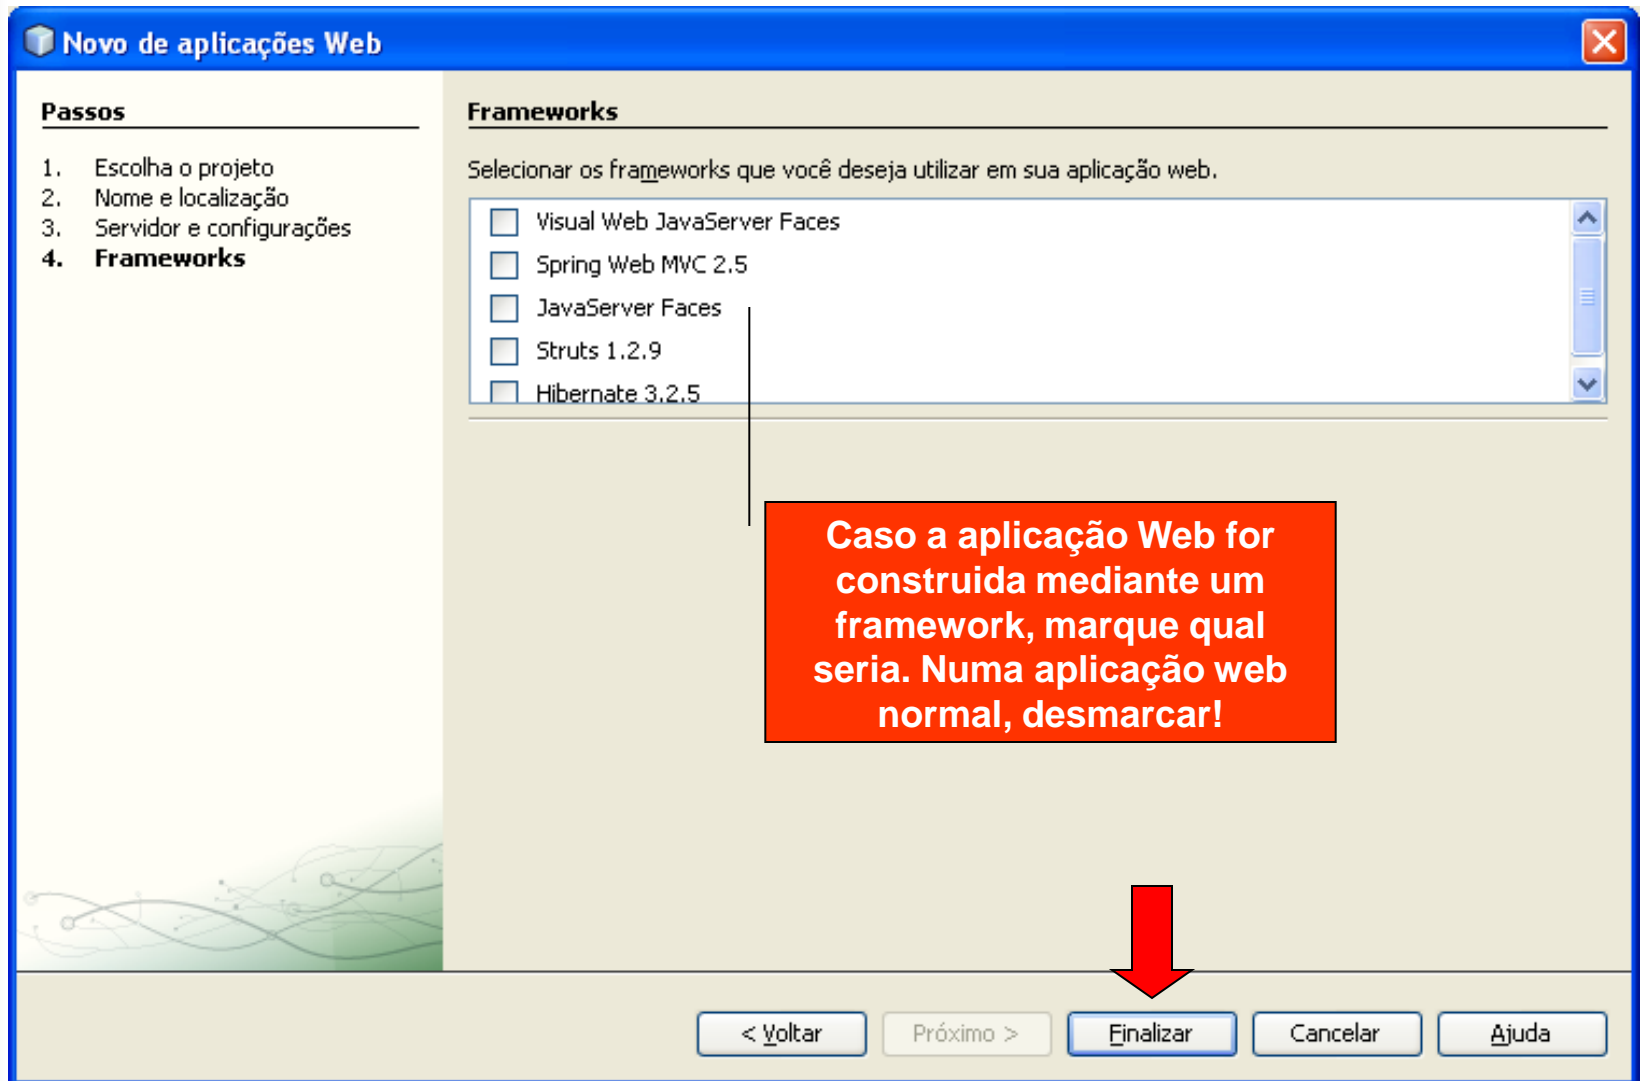 Novo de aplicações Web
Passos
1. Escolha o projeto
2. Nome e localização
3. Servidor e configurações
4. Frameworks
Frameworks
Selecionar os frameworks que você deseja utilizar em sua aplicação web.
Visual Web JavaServer Faces
Spring Web MVC 2.5
JavaServer Faces
Struts 1.2.9
Hibernate 3.2.5
Caso a aplicação Web for
construida mediante um
framework, marque qual
seria. Numa aplicação web
normal, desmarcar!
< Voltar
Próximo >
Finalizar
Cancelar
Ajuda